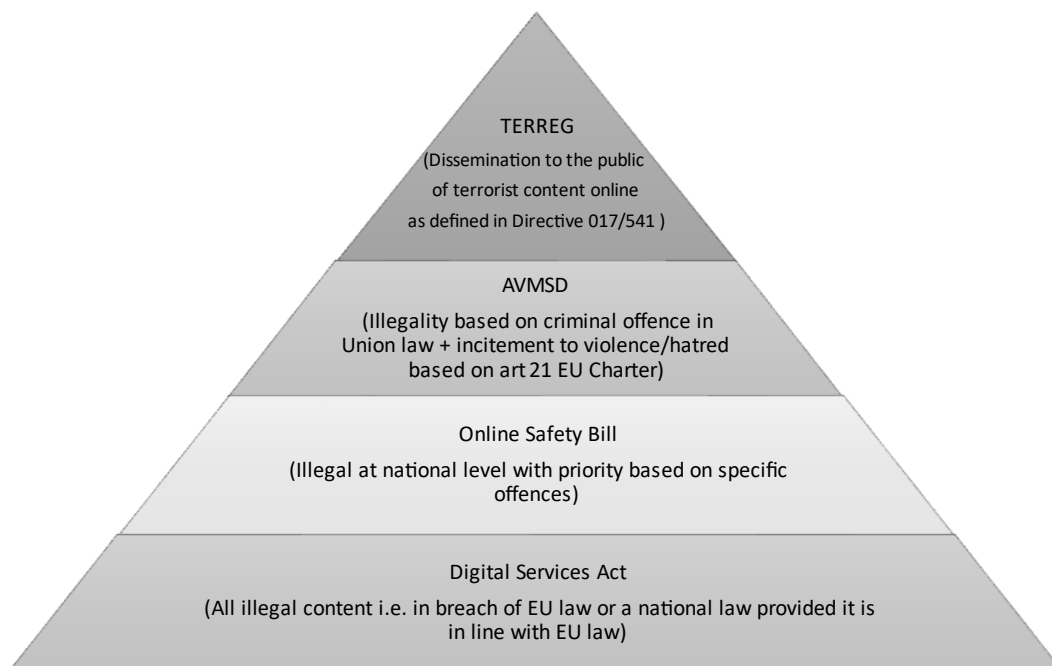 TERREG
(Dissemination to the public
of terrorist content online
as defined in Directive 017/541 )
AVMSD
(Illegality based on criminal offence in
Union law + incitement to violence/hatred
based on art 21 EU Charter)
Online Safety Bill
(Illegal at national level with priority based on specific
offences)
Digital Services Act
(All illegal content i.e. in breach of EU law or a national law provided it is
in line with EU law)